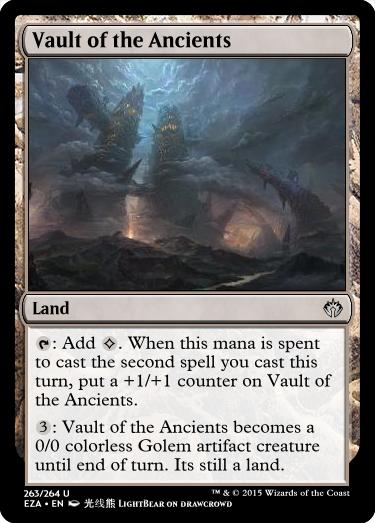 Vault of the Ancients
Land
: Add . When this mana is spent
to cast the second spell you cast this
turn, put a +1/+1 counter on Vault of
the Ancients.
3: Vault of the Ancients becomes a
0/0 colorless Golem artifact creature
until end of turn. Its still a land.
263/264 U
™ & © 2015 Wizards of the Coast
EZA • EN 光线熊 LIGHTBEAR ON DRAWCROWD